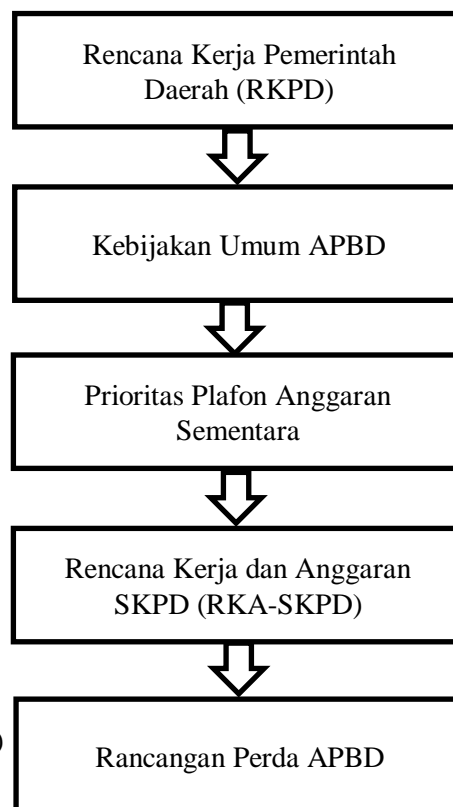 Rencana Kerja Pemerintah
Daerah (RKPD)
Kebijakan Umum APBD
Prioritas Plafon Anggaran
Sementara
Rencana Kerja dan Anggaran
SKPD (RKA-SKPD)
)
Rancangan Perda APBD